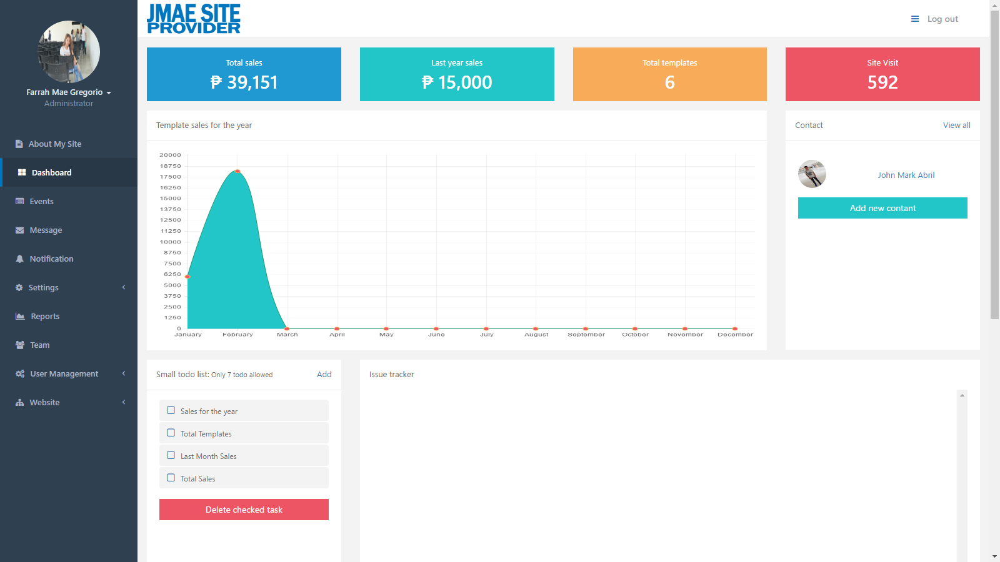 JMAE SITE
PROVIDER
Log out
Farrah Mae Gregorio
Administrator
About My Site
Dashboard
Events
Message
Notification
Settings
Reports
Team
User Management
Website
Total sales
₱ 39,151
Last year sales
₱ 15,000
Total templates
6
Site Visit
592
Template sales for the year
20000
18750
17500
16250
15000
13750
12500
11250
10000
8750
7500
6250
5000
3750
2500
1250
0
January February March April May June July August September October November December
Contact View all
John Mark Abril
Add new contant
Small todo list: Only 7 todo allowed Add
Sales for the year
Total Templates
Last Month Sales
Total Sales
Delete checked task
Issue tracker